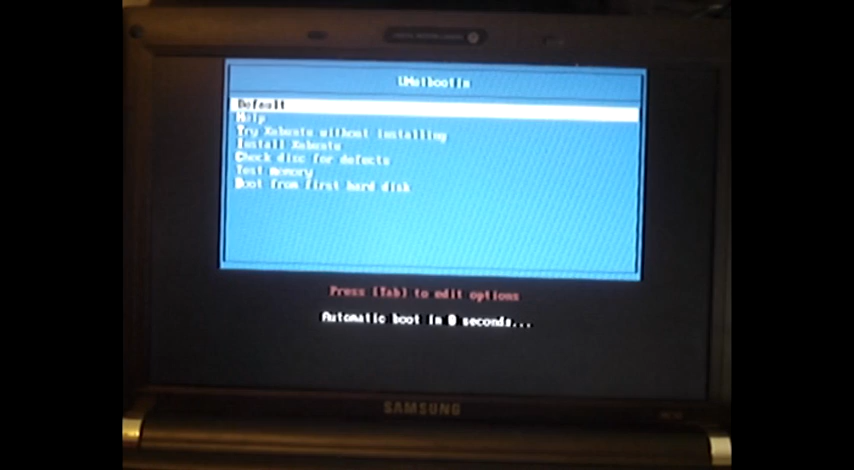 UNetbootin
Default
Help
Try Xubuntu without installing
Install Xubuntu
Check disc for defects
Test memory
Boot from first hard disk
Press [Tab] to edit options
Automatic boot in 8 seconds...
SAMSUNG